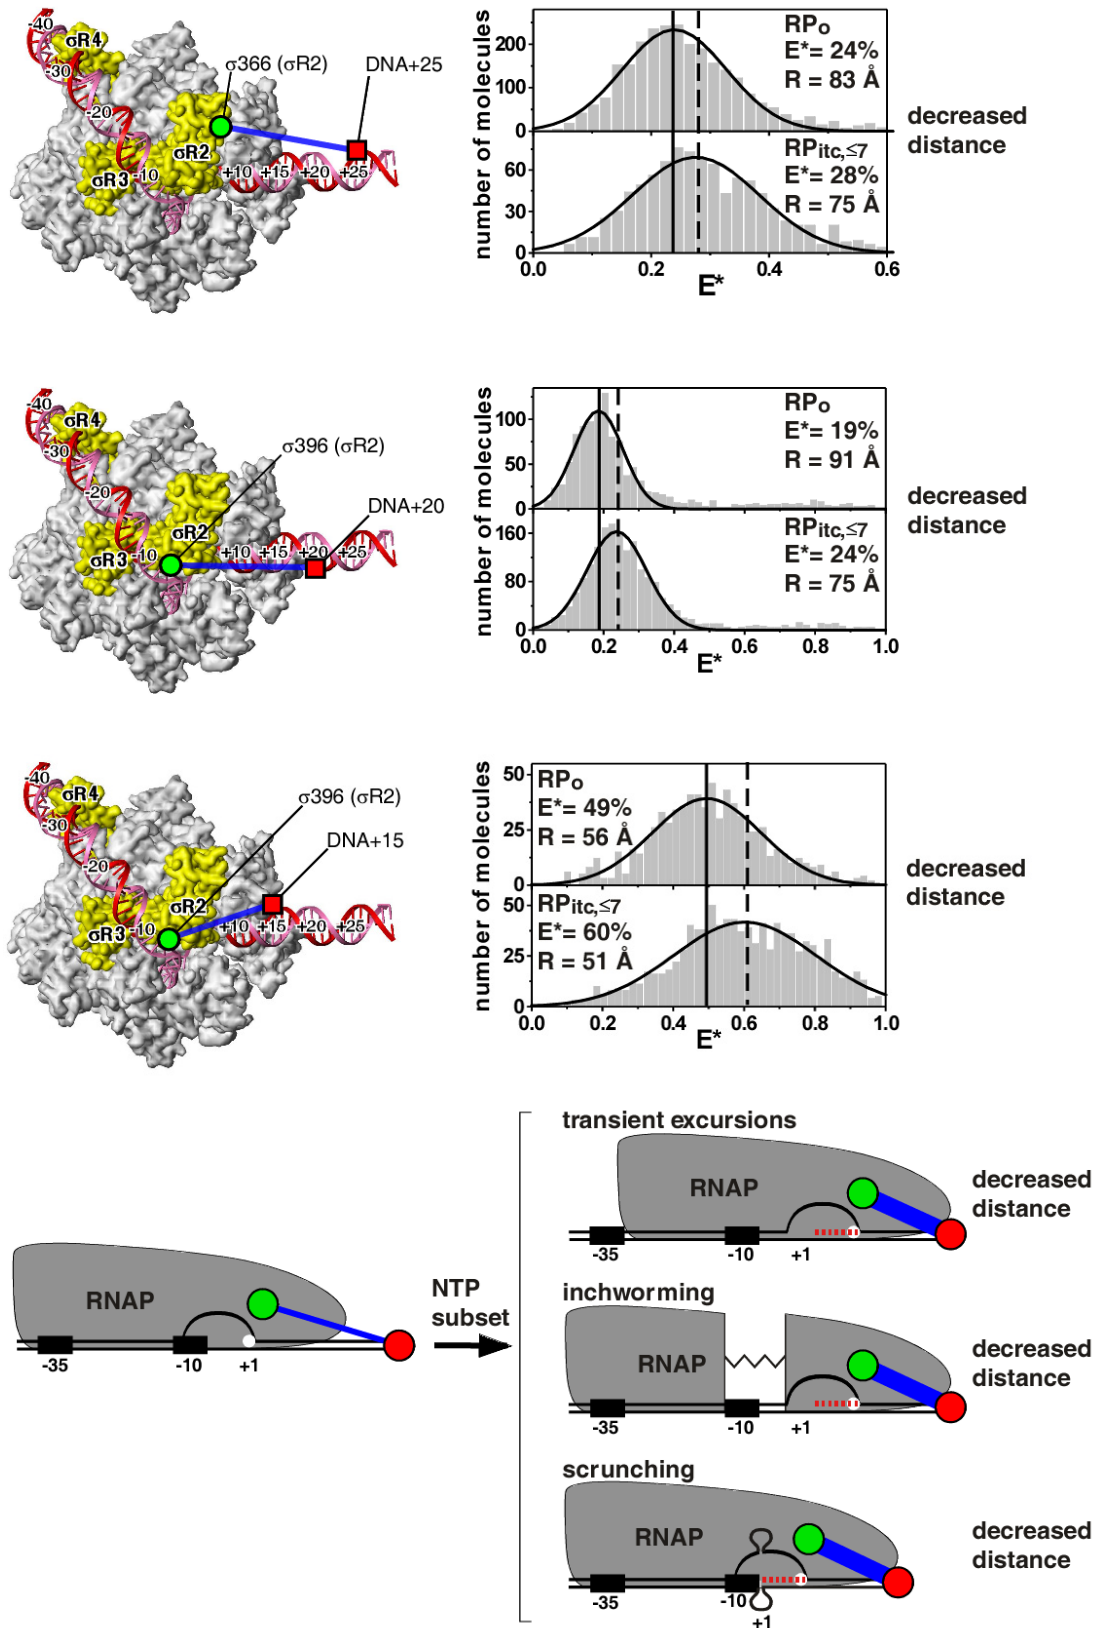 -40
σR4
-30
-20
σR2
σR3
-10
+10 +15 +20 +25
σ366 (σR2)
DNA+25
number of molecules
200
100
0
RPo
E*= 24%
R = 83 Å
60
30
0
RPitc,≤7
E*= 28%
R = 75 Å
0.0 0.2 0.4 0.6
E*
decreased
distance
-40
σR4
-30
-20
σR2
σR3
-10
+10 +15 +20 +25
σ396 (σR2)
DNA+20
number of molecules
100
50
0
RPo
E*= 19%
R = 91 Å
160
80
0
RPitc,≤7
E*= 24%
R = 75 Å
0.0 0.2 0.4 0.6 0.8 1.0
E*
decreased
distance
-40
σR4
-30
-20
σR2
σR3
-10
+10 +15 +20 +25
σ396 (σR2)
DNA+15
number of molecules
50
25
0
RPo
E*= 49%
R = 56 Å
50
25
0
RPitc,≤7
E*= 60%
R = 51 Å
0.0 0.2 0.4 0.6 0.8 1.0
E*
decreased
distance
RNAP
-35 -10 +1
NTP
subset
transient excursions
RNAP
-35 -10 +1
decreased
distance
inchworming
RNAP
-35 -10 +1
decreased
distance
scrunching
RNAP
-35 -10
+1
decreased
distance